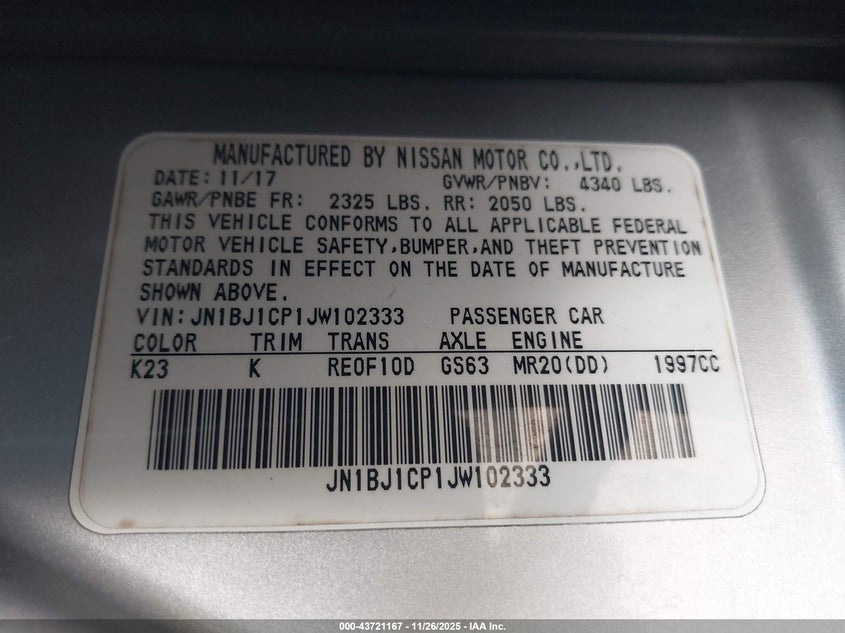 MANUFACTURED BY NISSAN MOTOR CO.,LTD.
DATE: 11/17 GVWR/PNBV: 4340 LBS.
GAWR/PNBE FR: 2325 LBS. RR: 2050 LBS.
THIS VEHICLE CONFORMS TO ALL APPLICABLE FEDERAL
MOTOR VEHICLE SAFETY,BUMPER,AND THEFT PREVENTION
STANDARDS IN EFFECT ON THE DATE OF MANUFACTURE
SHOWN ABOVE.
VIN:JN1BJ1CP1JW102333 PASSENGER CAR
COLOR TRIM TRANS AXLE ENGINE
K23 K RE0F10D GS63 MR20(DD) 1997CC
JN1BJ1CP1JW102333
000-43721167 - 11/26/2025 - IAA Inc.